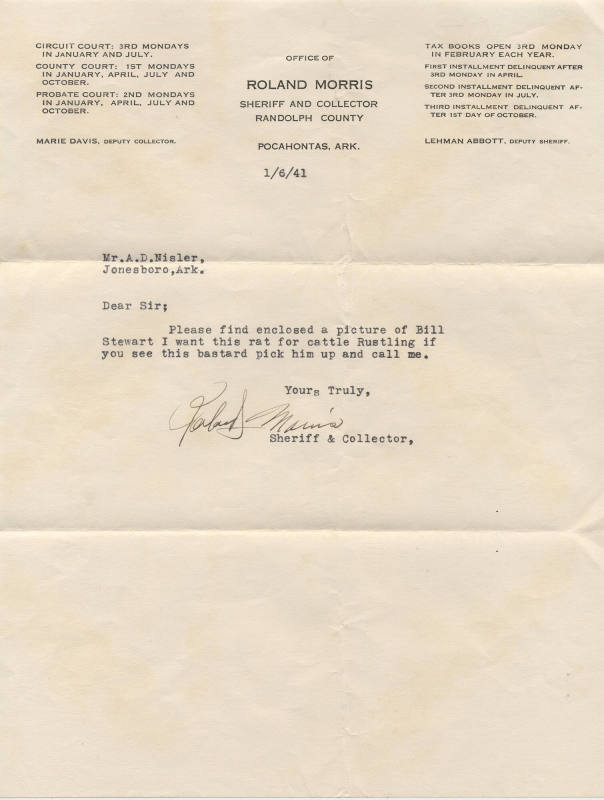 CIRCUIT COURT: 3RD MONDAYS
IN JANUARY AND JULY.
COUNTY COURT: 1ST MONDAYS
IN JANUARY, APRIL, JULY AND
OCTOBER.
PROBATE COURT: 2ND MONDAYS
IN JANUARY, APRIL, JULY AND
OCTOBER.
MARIE DAVIS, DEPUTY COLLECTOR.
OFFICE OF
ROLAND MORRIS
SHERIFF AND COLLECTOR
RANDOLPH COUNTY
POCAHONTAS, ARK.
TAX BOOKS OPEN 3RD MONDAY
IN FEBRUARY EACH YEAR.
FIRST INSTALLMENT DELINQUENT AFTER
3RD MONDAY IN APRIL.
SECOND INSTALLMENT DELINQUENT AF-
TER 3RD MONDAY IN JULY.
THIRD INSTALLMENT DELINQUENT AF-
TER 1ST DAY OF OCTOBER.
LEHMAN ABBOTT, DEPUTY SHERIFF.
1/6/41
Mr.A.D.Nisler,
Jonesboro,Ark.
Dear Sir;
Please find enclosed a picture of Bill
Stewart I want this rat for cattle Rustling if
you see this bastard pick him up and call me.
Yours Truly,
Roland Morris
Sheriff & Collector,